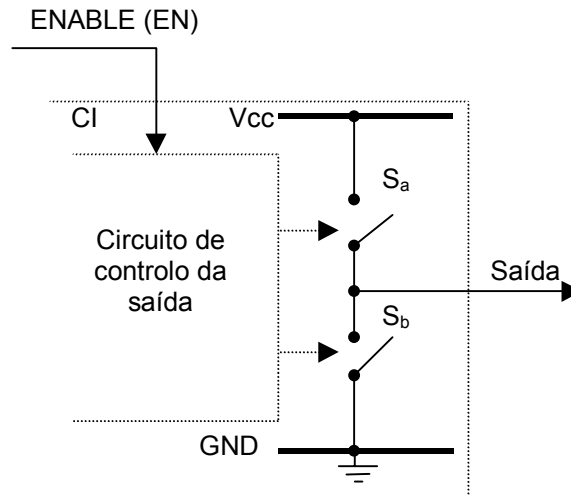 ENABLE (EN)
CI
Vcc
Sa
Circuito de
controlo da
saída
Saída
Sb
GND